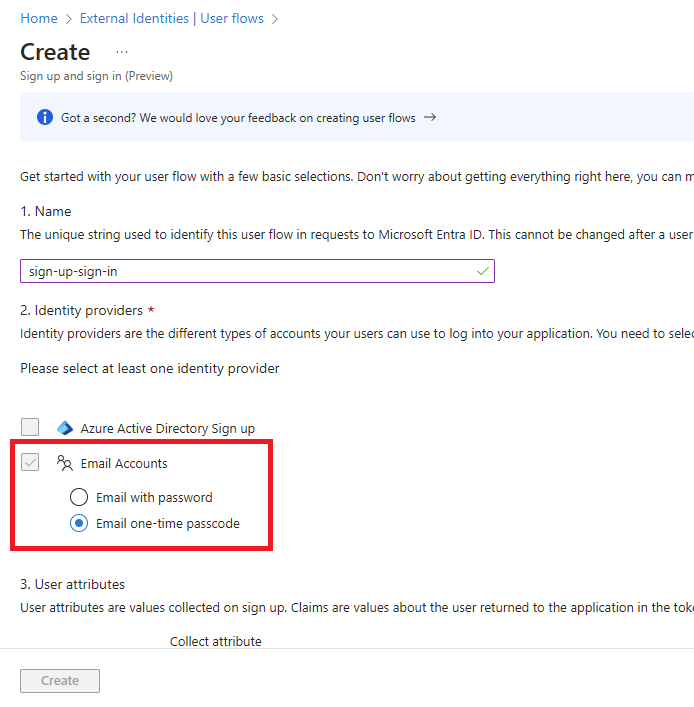 Home > External Identities | User flows >
Create ...
Sign up and sign in (Preview)
Got a second? We would love your feedback on creating user flows →
Get started with your user flow with a few basic selections. Don't worry about getting everything right here, you can m
1. Name
The unique string used to identify this user flow in requests to Microsoft Entra ID. This cannot be changed after a user
sign-up-sign-in
2. Identity providers *
Identity providers are the different types of accounts your users can use to log into your application. You need to selec
Please select at least one identity provider
Azure Active Directory Sign up
Email Accounts
Email with password
Email one-time passcode
3. User attributes
User attributes are values collected on sign up. Claims are values about the user returned to the application in the toke
Collect attribute
Create